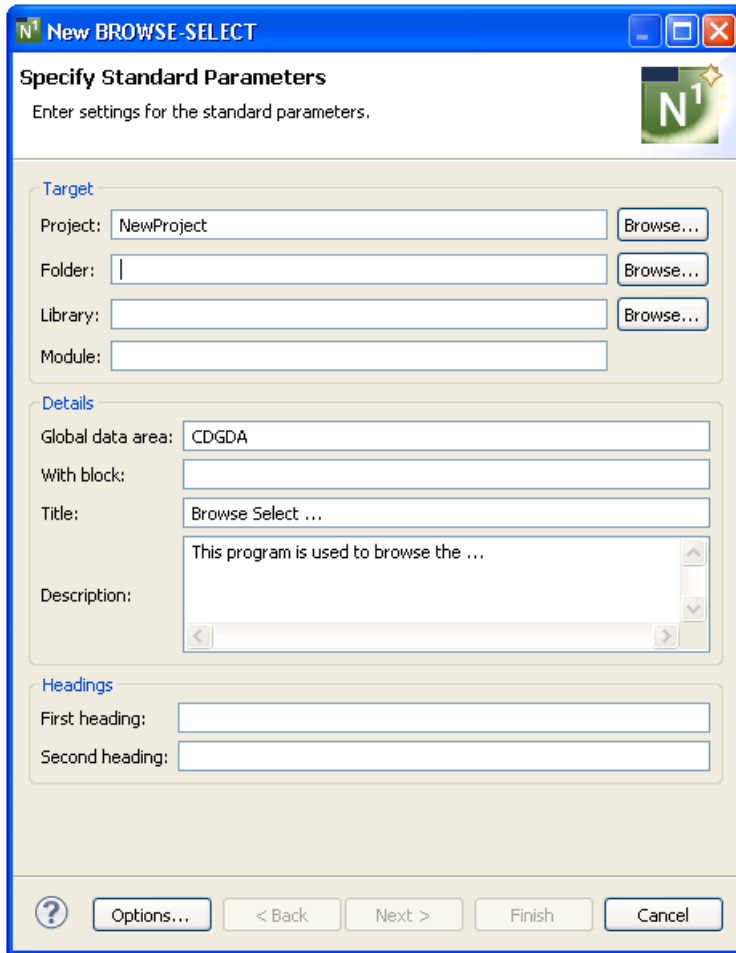 N1 New BROWSE-SELECT
Specify Standard Parameters
Enter settings for the standard parameters.
N1
Target
Project: NewProject Browse...
Folder: Browse...
Library: Browse...
Module:
Details
Global data area: CDGDA
With block:
Title: Browse Select ...
Description: This program is used to browse the ...
Headings
First heading:
Second heading:
? Options... < Back Next > Finish Cancel